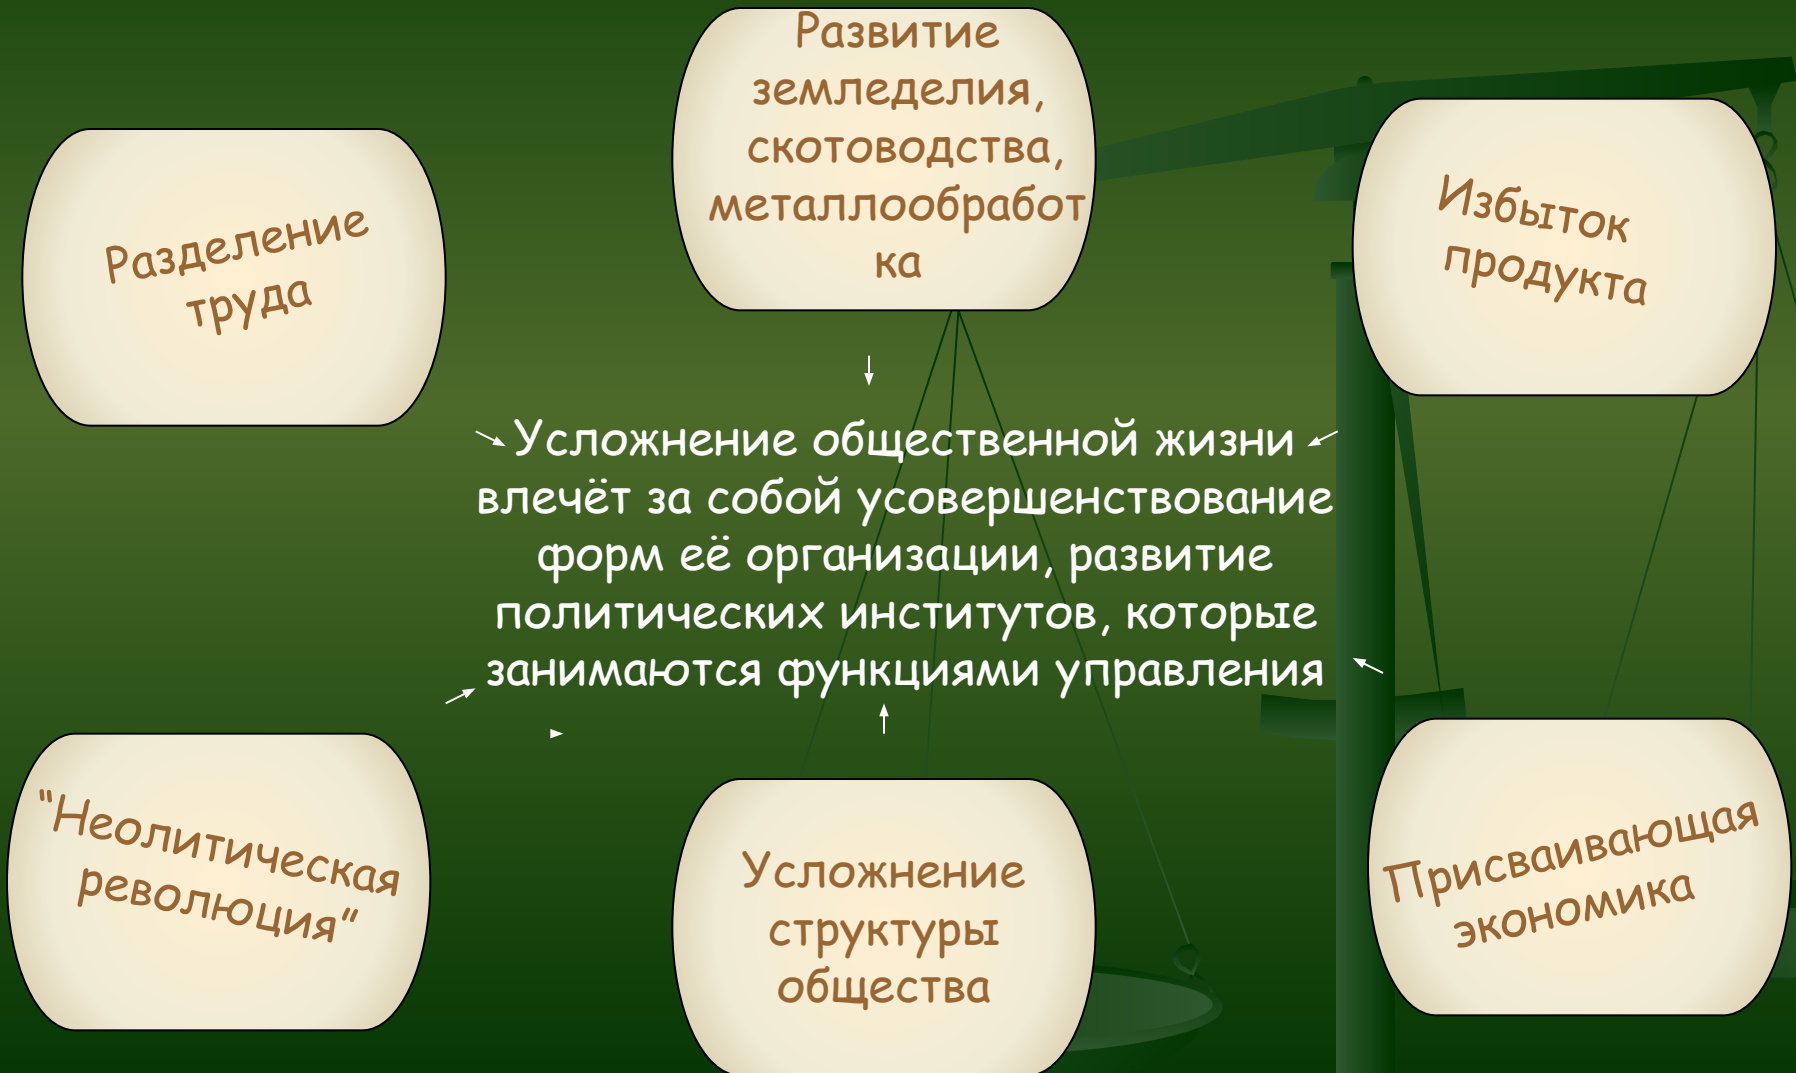 Развитие
земледелия,
скотоводства,
металлообработ
ка
Разделение
труда
Избыток
продукта
Усложнение общественной жизни
влечёт за собой усовершенствование
форм её организации, развитие
политических институтов, которые
занимаются функциями управления
"Неолитическая
революция"
Усложнение
структуры
общества
Присваивающая
экономика